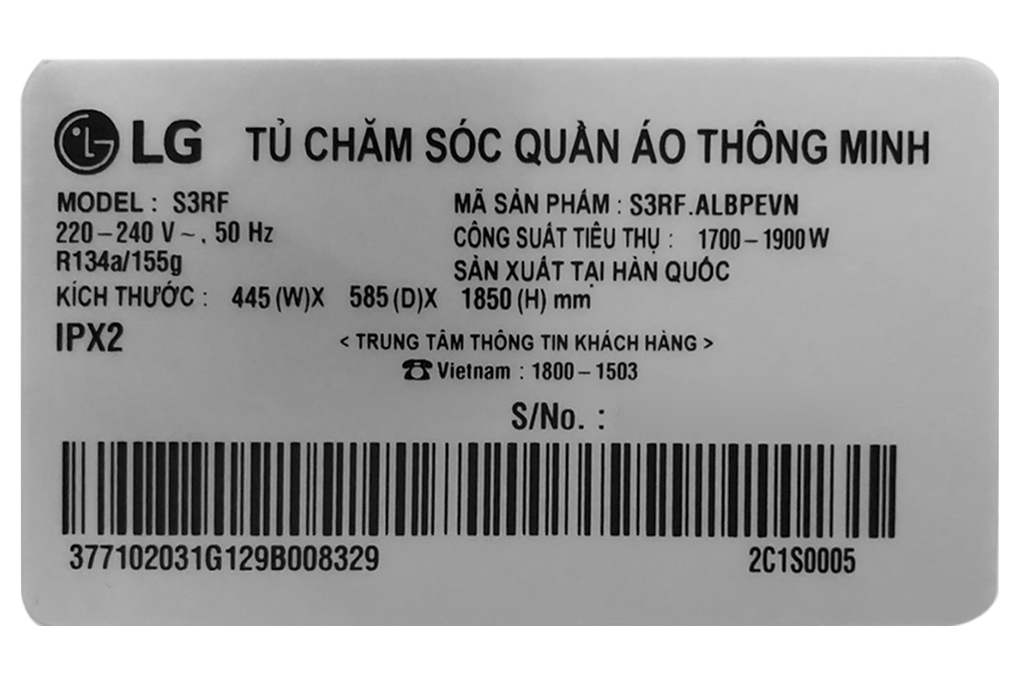 LG TỦ CHĂM SÓC QUẦN ÁO THÔNG MINH
MODEL : S3RF
MÃ SẢN PHẨM : S3RF.ALBPEVN
220–240 V~, 50 Hz
CÔNG SUẤT TIÊU THỤ : 1700–1900W
R134a/155g
SẢN XUẤT TẠI HÀN QUỐC
KÍCH THƯỚC : 445 (W)X 585 (D)X 1850 (H) mm
IPX2
< TRUNG TÂM THÔNG TIN KHÁCH HÀNG >
☎ Vietnam : 1800–1503
S/No. :
377102031G129B008329
2C1S0005